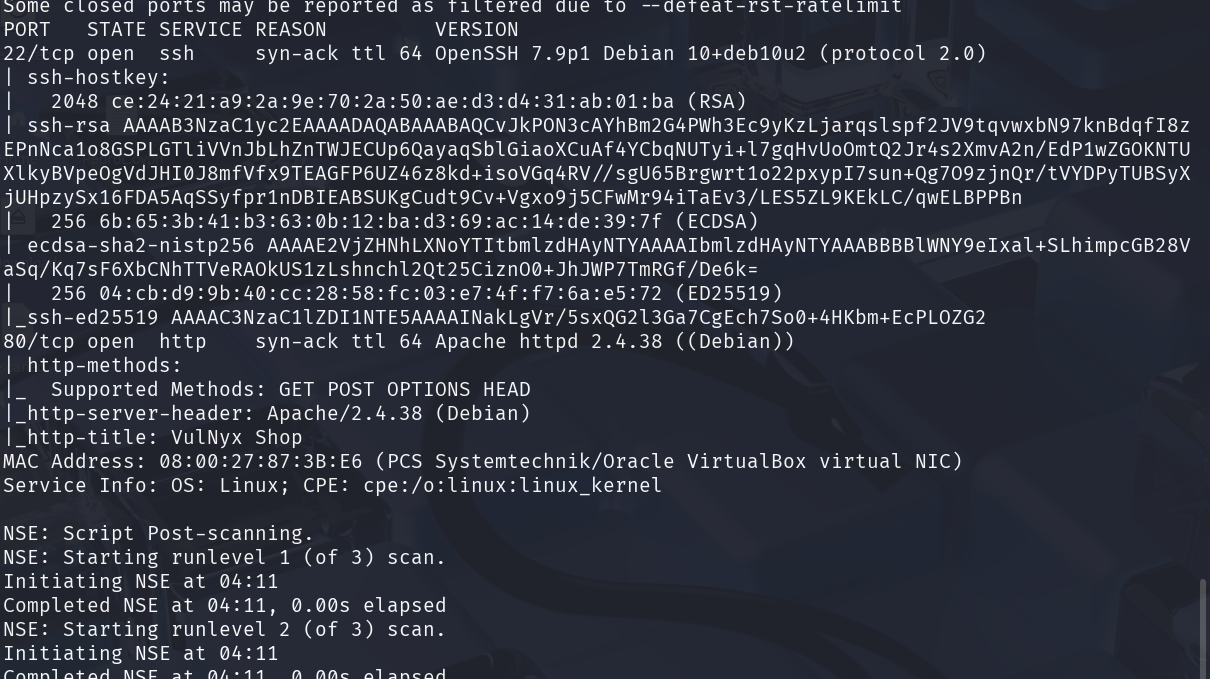 Some closed ports may be reported as filtered due to --defeat-rst-ratelimit
PORT   STATE SERVICE REASON         VERSION
22/tcp open  ssh     syn-ack ttl 64 OpenSSH 7.9p1 Debian 10+deb10u2 (protocol 2.0)
| ssh-hostkey:
|   2048 ce:24:21:a9:2a:9e:70:2a:50:ae:d3:d4:31:ab:01:ba (RSA)
| ssh-rsa AAAAB3NzaC1yc2EAAAADAQABAAABAQCvJkPON3cAYhBm2G4PWh3Ec9yKzLjarqslspf2JV9tqvwxbN97knBdqfI8z
EPnNca1o8GSPLGTliVVnJbLhZnTWJECUp6QayaqSblGiaoXCuAf4YCbqNUTyi+l7gqHvUoOmtQ2Jr4s2XmvA2n/EdP1wZGOKNTU
XlkyBVpeOgVdJHI0J8mfVfx9TEAGFP6UZ46z8kd+isoVGq4RV//sgU65Brgwrt1o22pxypI7sun+Qg7O9zjnQr/tVYDPyTUBSyX
jUHpzySx16FDA5AqSSyfpr1nDBIEABSUKgCudt9Cv+Vgxo9j5CFwMr94iTaEv3/LES5ZL9KEkLC/qwELBPPBn
|   256 6b:65:3b:41:b3:63:0b:12:ba:d3:69:ac:14:de:39:7f (ECDSA)
| ecdsa-sha2-nistp256 AAAAE2VjZHNhLXNoYTItbmlzdHAyNTYAAAAIbmlzdHAyNTYAAABBBBlWNY9eIxal+SLhimpcGB28V
aSq/Kq7sF6XbCNhTTVeRAOkUS1zLshnchl2Qt25CiznO0+JhJWP7TmRGf/De6k=
|   256 04:cb:d9:9b:40:cc:28:58:fc:03:e7:4f:f7:6a:e5:72 (ED25519)
|_ssh-ed25519 AAAAC3NzaC1lZDI1NTE5AAAAINakLgVr/5sxQG2l3Ga7CgEch7So0+4HKbm+EcPLOZG2
80/tcp open  http    syn-ack ttl 64 Apache httpd 2.4.38 ((Debian))
| http-methods:
|_  Supported Methods: GET POST OPTIONS HEAD
|_http-server-header: Apache/2.4.38 (Debian)
|_http-title: VulNyx Shop
MAC Address: 08:00:27:87:3B:E6 (PCS Systemtechnik/Oracle VirtualBox virtual NIC)
Service Info: OS: Linux; CPE: cpe:/o:linux:linux_kernel
NSE: Script Post-scanning.
NSE: Starting runlevel 1 (of 3) scan.
Initiating NSE at 04:11
Completed NSE at 04:11, 0.00s elapsed
NSE: Starting runlevel 2 (of 3) scan.
Initiating NSE at 04:11
Completed NSE at 04:11, 0.00s elapsed